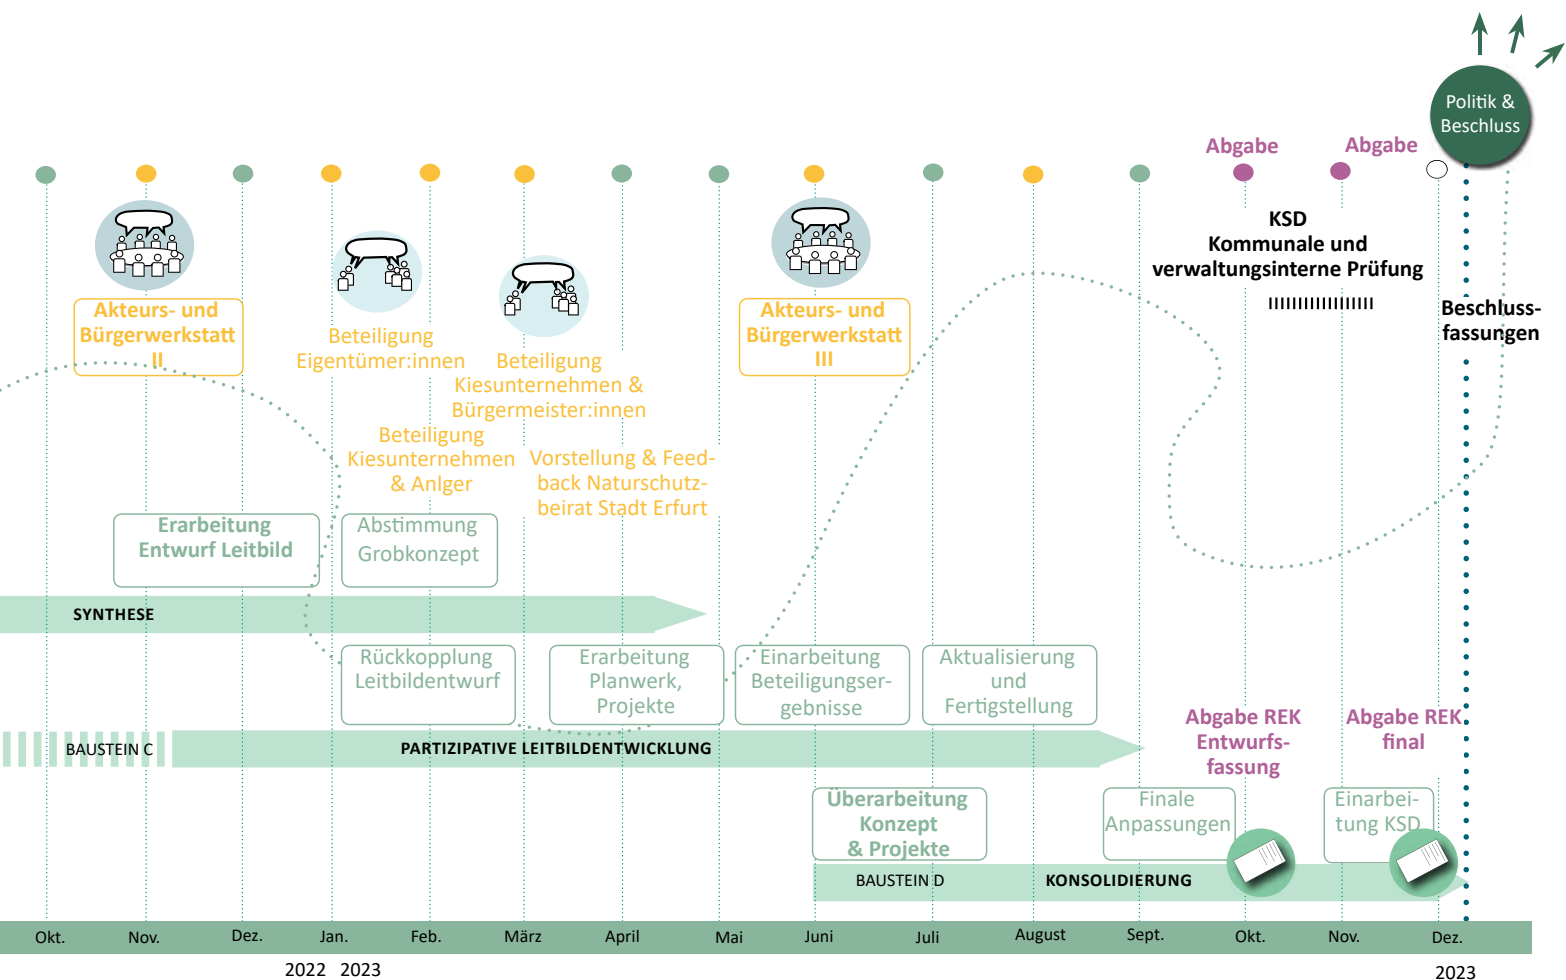 Politik &
Beschluss
Abgabe
Abgabe
KSD
Kommunale und
verwaltungsinterne Prüfung
Beschluss-
fassungen
Akteurs- und
Bürgerwerkstatt
II
Beteiligung
Eigentümer:innen
Beteiligung
Kiesunternehmen &
Bürgermeister:innen
Akteurs- und
Bürgerwerkstatt
III
Beteiligung
Kiesunternehmen
& Anlger
Vorstellung & Feed-
back Naturschutz-
beirat Stadt Erfurt
Erarbeitung
Entwurf Leitbild
Abstimmung
Grobkonzept
SYNTHESE
Rückkopplung
Leitbildentwurf
Erarbeitung
Planwerk,
Projekte
Einarbeitung
Beteiligungser-
gebnisse
Aktualisierung
und
Fertigstellung
BAUSTEIN C
PARTIZIPATIVE LEITBILDENTWICKLUNG
Abgabe REK
Entwurfs-
fassung
Abgabe REK
final
Überarbeitung
Konzept
& Projekte
Finale
Anpassungen
Einarbei-
tung KSD
BAUSTEIN D
KONSOLIDIERUNG
Okt. Nov. Dez. Jan. Feb. März April Mai Juni Juli August Sept. Okt. Nov. Dez.
2022 2023 2023